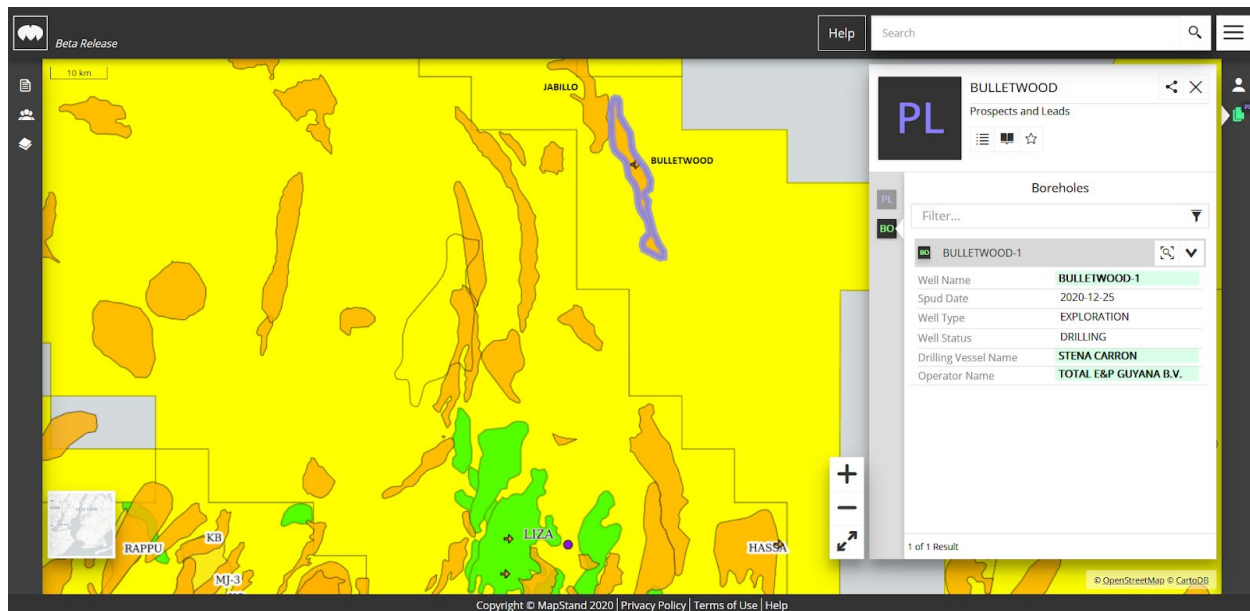 Beta Release
Help
Search
10 km
JABILLO
BULLETWOOD
RAPPU
KB
MJ-3
LIZA
HASSA
PL
BULLETWOOD
Prospects and Leads
PL
BO
Boreholes
Filter...
BO BULLETWOOD-1
Well Name BULLETWOOD-1
Spud Date 2020-12-25
Well Type EXPLORATION
Well Status DRILLING
Drilling Vessel Name STENA CARRON
Operator Name TOTAL E&P GUYANA B.V.
1 of 1 Result
© OpenStreetMap © CartoDB
Copyright © MapStand 2020 | Privacy Policy | Terms of Use | Help